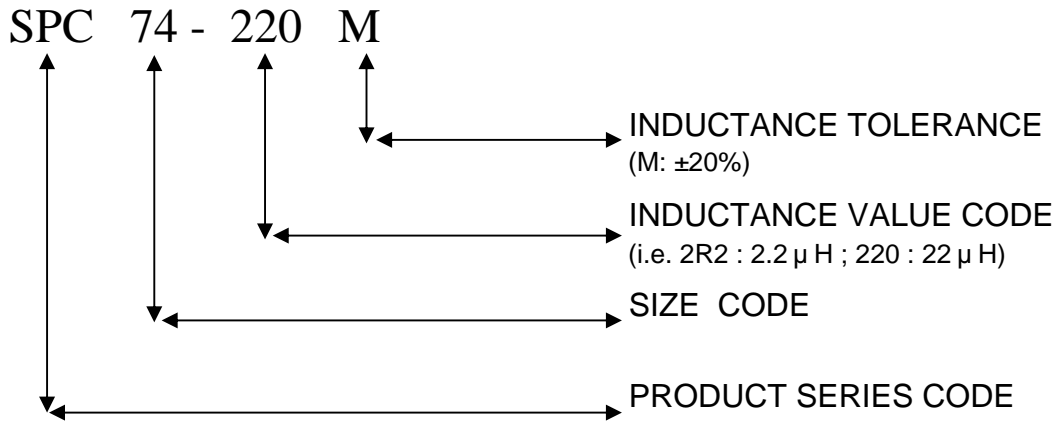 SPC 74 - 220 M
INDUCTANCE TOLERANCE
(M: ±20%)
INDUCTANCE VALUE CODE
(i.e. 2R2 : 2.2 μ H ; 220 : 22 μ H)
SIZE CODE
PRODUCT SERIES CODE